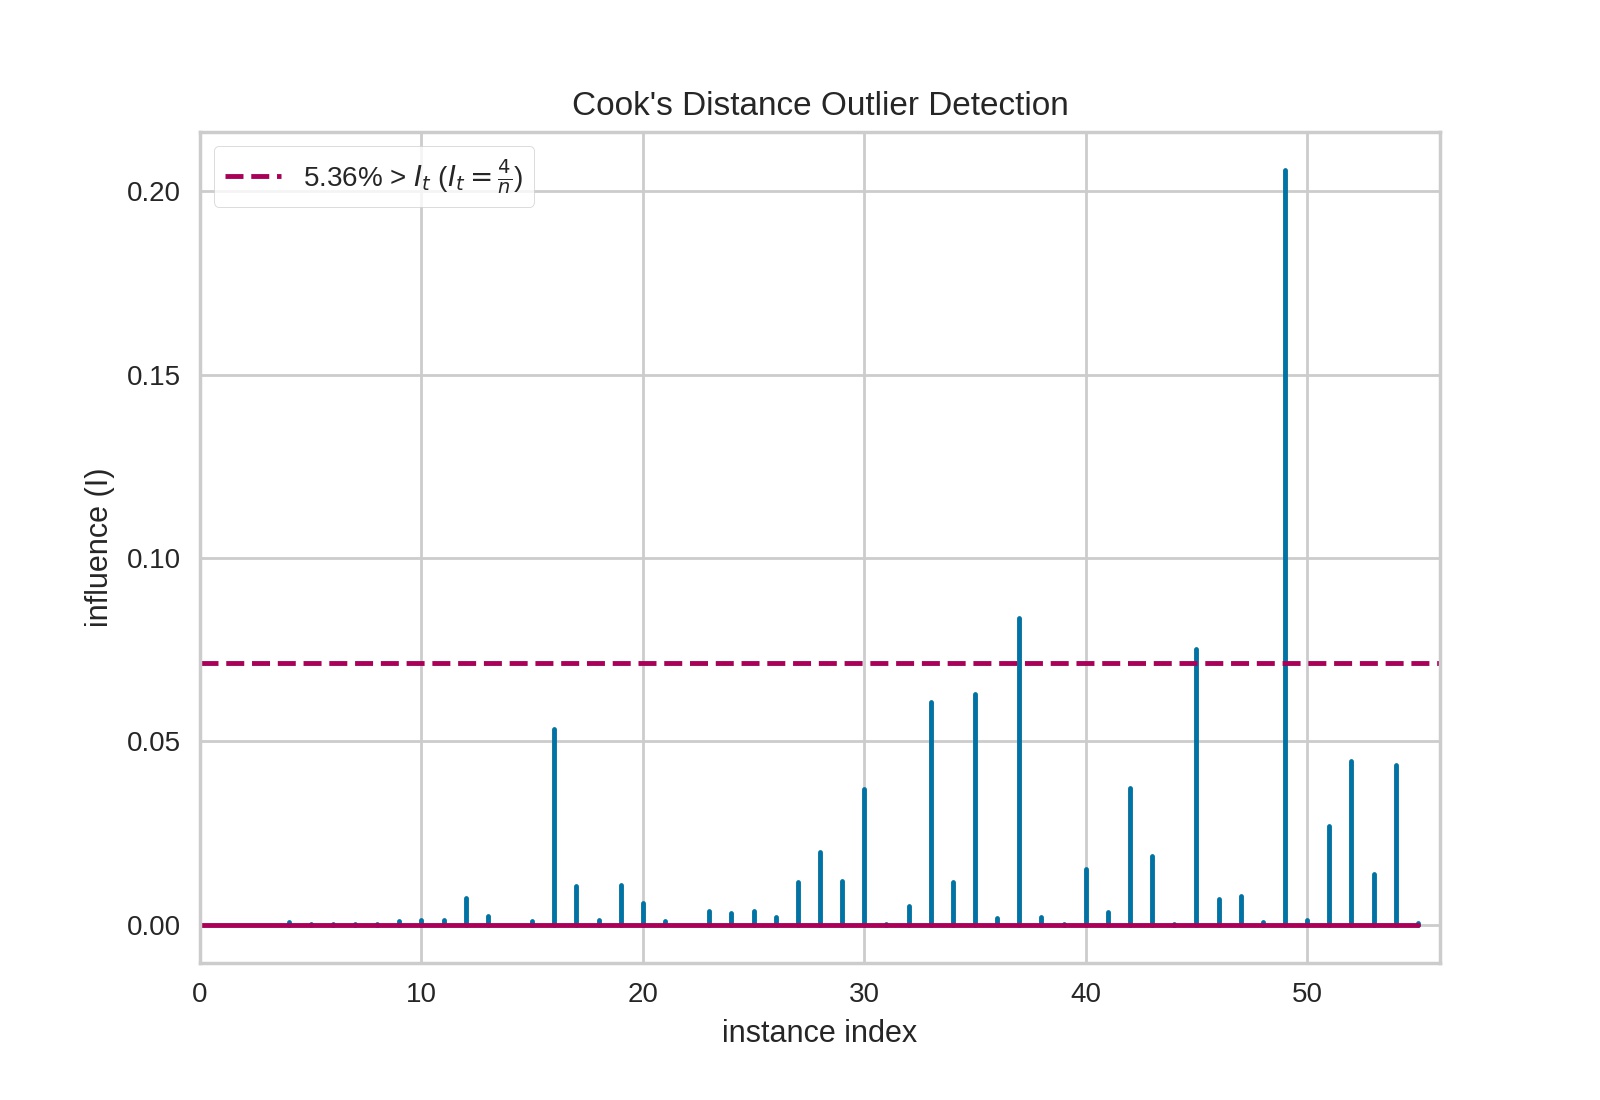 Cook's Distance Outlier Detection
5.36% > I_t (I_t = 4/n)
0.20
0.15
0.10
0.05
0.00
influence (I)
0 10 20 30 40 50
instance index